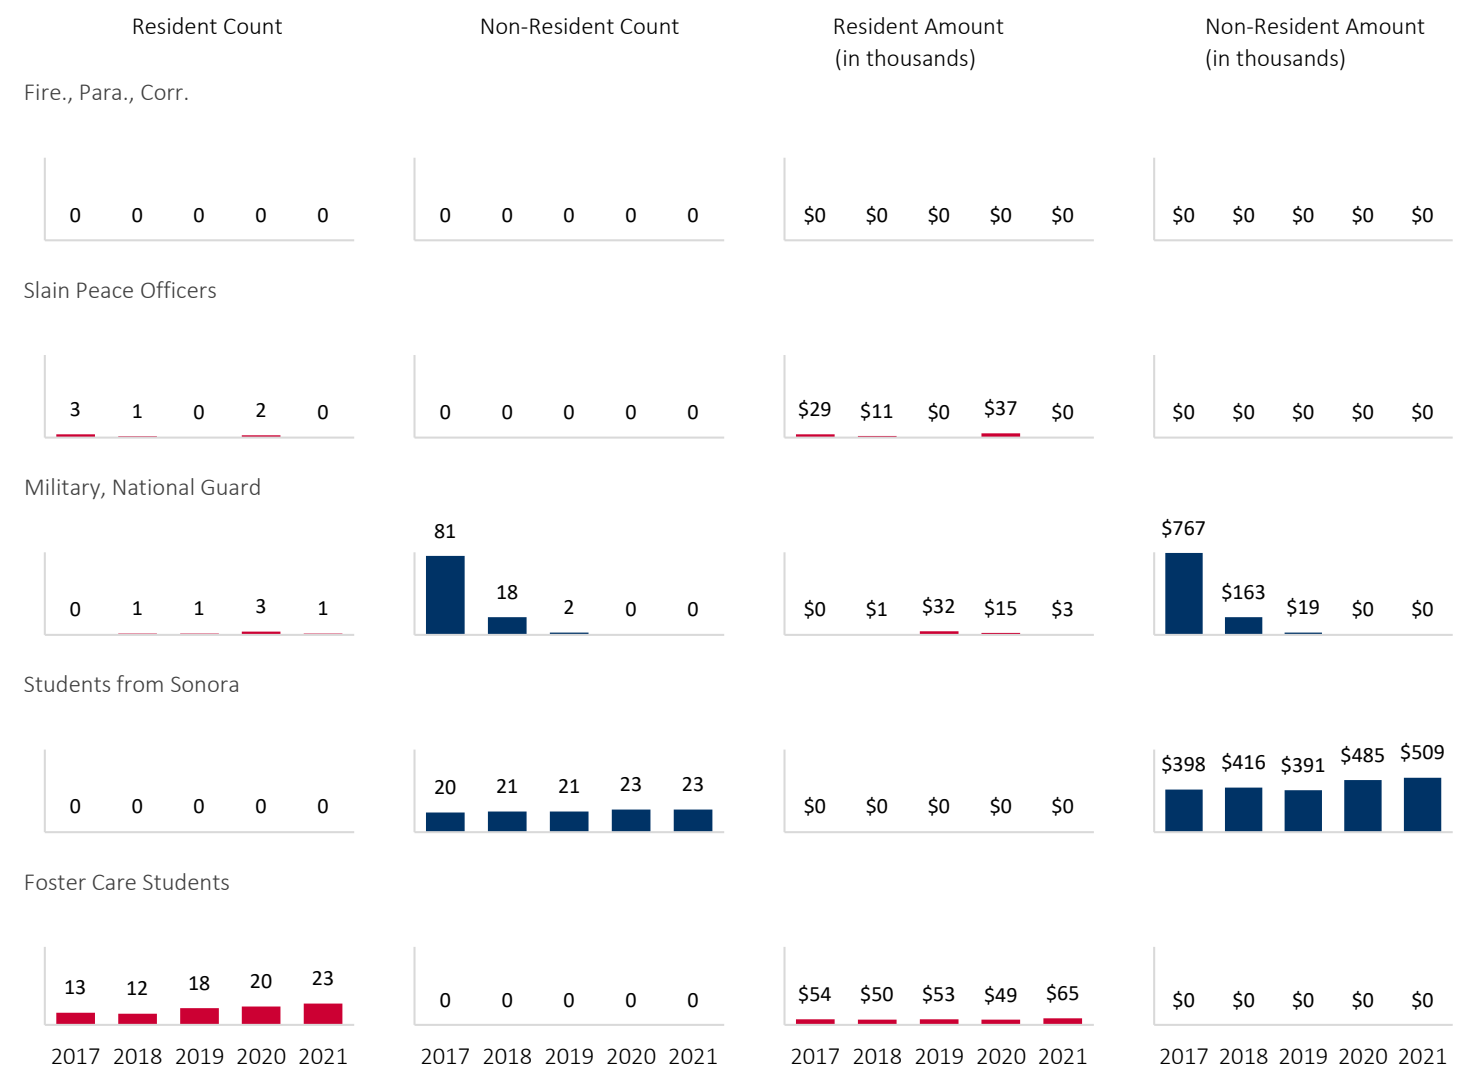 Resident Count Non-Resident Count Resident Amount Non-Resident Amount
(in thousands) (in thousands)
Fire., Para., Corr.
0 0 0 0 0 0 0 0 0 0 $0 $0 $0 $0 $0 $0 $0 $0 $0 $0
Slain Peace Officers
3 1 0 2 0 0 0 0 0 0 $29 $11 $0 $37 $0 $0 $0 $0 $0 $0
Military, National Guard
0 1 1 3 1 81 18 2 0 0 $0 $1 $32 $15 $3 $767 $163 $19 $0 $0
Students from Sonora
0 0 0 0 0 20 21 21 23 23 $0 $0 $0 $0 $0 $398 $416 $391 $485 $509
Foster Care Students
13 12 18 20 23 0 0 0 0 0 $54 $50 $53 $49 $65 $0 $0 $0 $0 $0
2017 2018 2019 2020 2021 2017 2018 2019 2020 2021 2017 2018 2019 2020 2021 2017 2018 2019 2020 2021